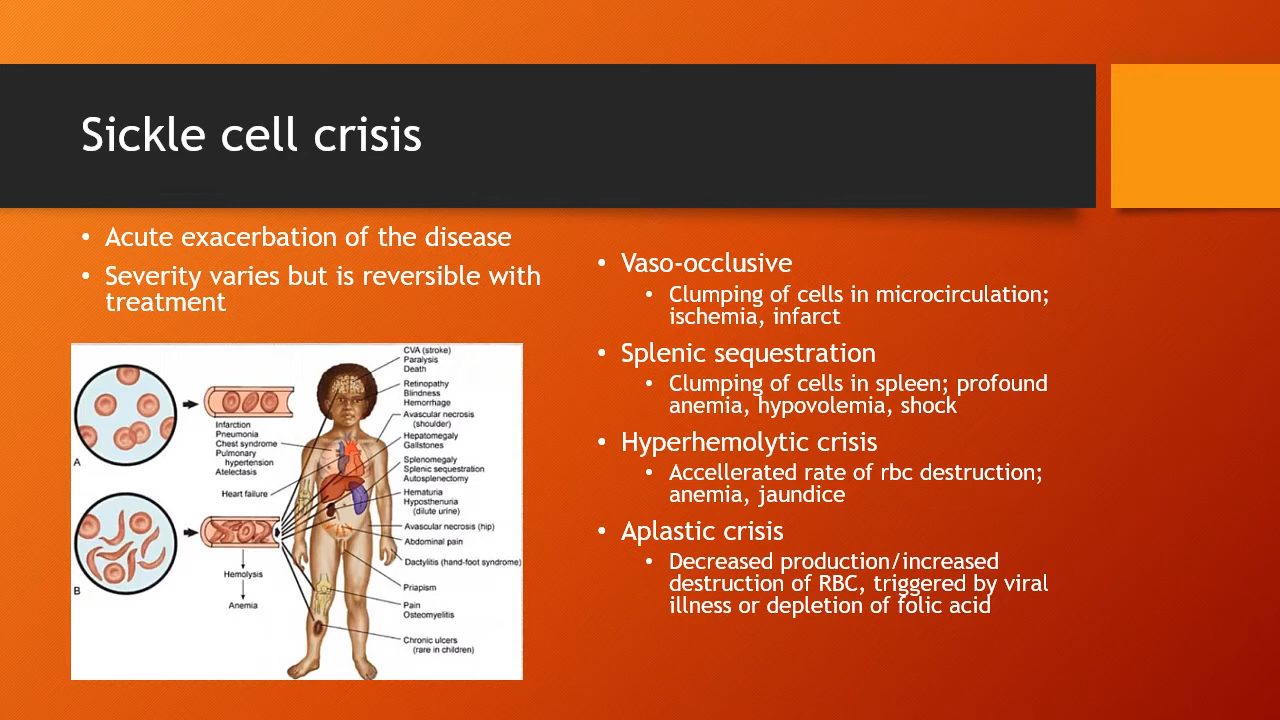 Sickle cell crisis
• Acute exacerbation of the disease
• Severity varies but is reversible with
treatment
A
B
Infarction
Pneumonia
Chest syndrome
Pulmonary
hypertension
Atelectasis
Heart failure
Hemolysis
Anemia
CVA (stroke)
Paralysis
Death
Retinopathy
Blindness
Hemorrhage
Avascular necrosis
(shoulder)
Hepatomegaly
Gallstones
Splenomegaly
Splenic sequestration
Autosplenectomy
Hematuria
Hyposthenuria
(dilute urine)
Avascular necrosis (hip)
Abdominal pain
Dactylitis (hand-foot syndrome)
Priapism
Pain
Osteomyelitis
Chronic ulcers
(rare in children)
• Vaso-occlusive
• Clumping of cells in microcirculation;
ischemia, infarct
• Splenic sequestration
• Clumping of cells in spleen; profound
anemia, hypovolemia, shock
• Hyperhemolytic crisis
• Accellerated rate of rbc destruction;
anemia, jaundice
• Aplastic crisis
• Decreased production/increased
destruction of RBC, triggered by viral
illness or depletion of folic acid